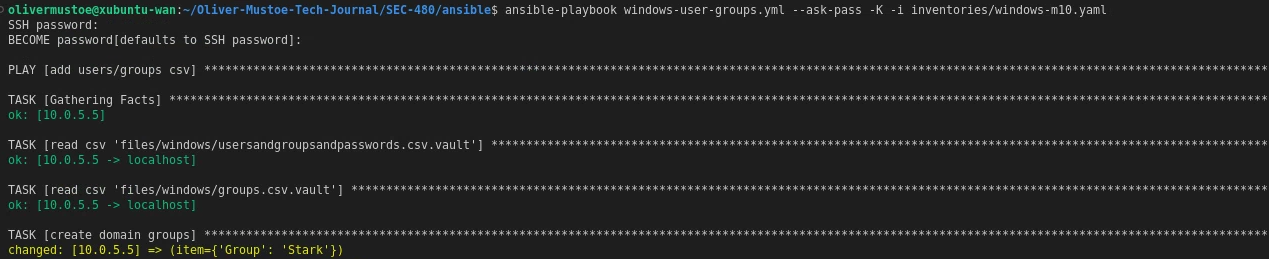 olivermustoe@xubuntu-wan:~/Oliver-Mustoe-Tech-Journal/SEC-480/ansible$ ansible-playbook windows-user-groups.yml --ask-pass -K -i inventories/windows-m10.yaml
SSH password:
BECOME password[defaults to SSH password]:
PLAY [add users/groups csv] ******************************************************************************************************************************************************
TASK [Gathering Facts] ***********************************************************************************************************************************************************
ok: [10.0.5.5]
TASK [read csv 'files/windows/usersandgroupsandpasswords.csv.vault'] *************************************************************************************************************
ok: [10.0.5.5 -> localhost]
TASK [read csv 'files/windows/groups.csv.vault'] *********************************************************************************************************************************
ok: [10.0.5.5 -> localhost]
TASK [create domain groups] ******************************************************************************************************************************************************
changed: [10.0.5.5] => (item={'Group': 'Stark'})